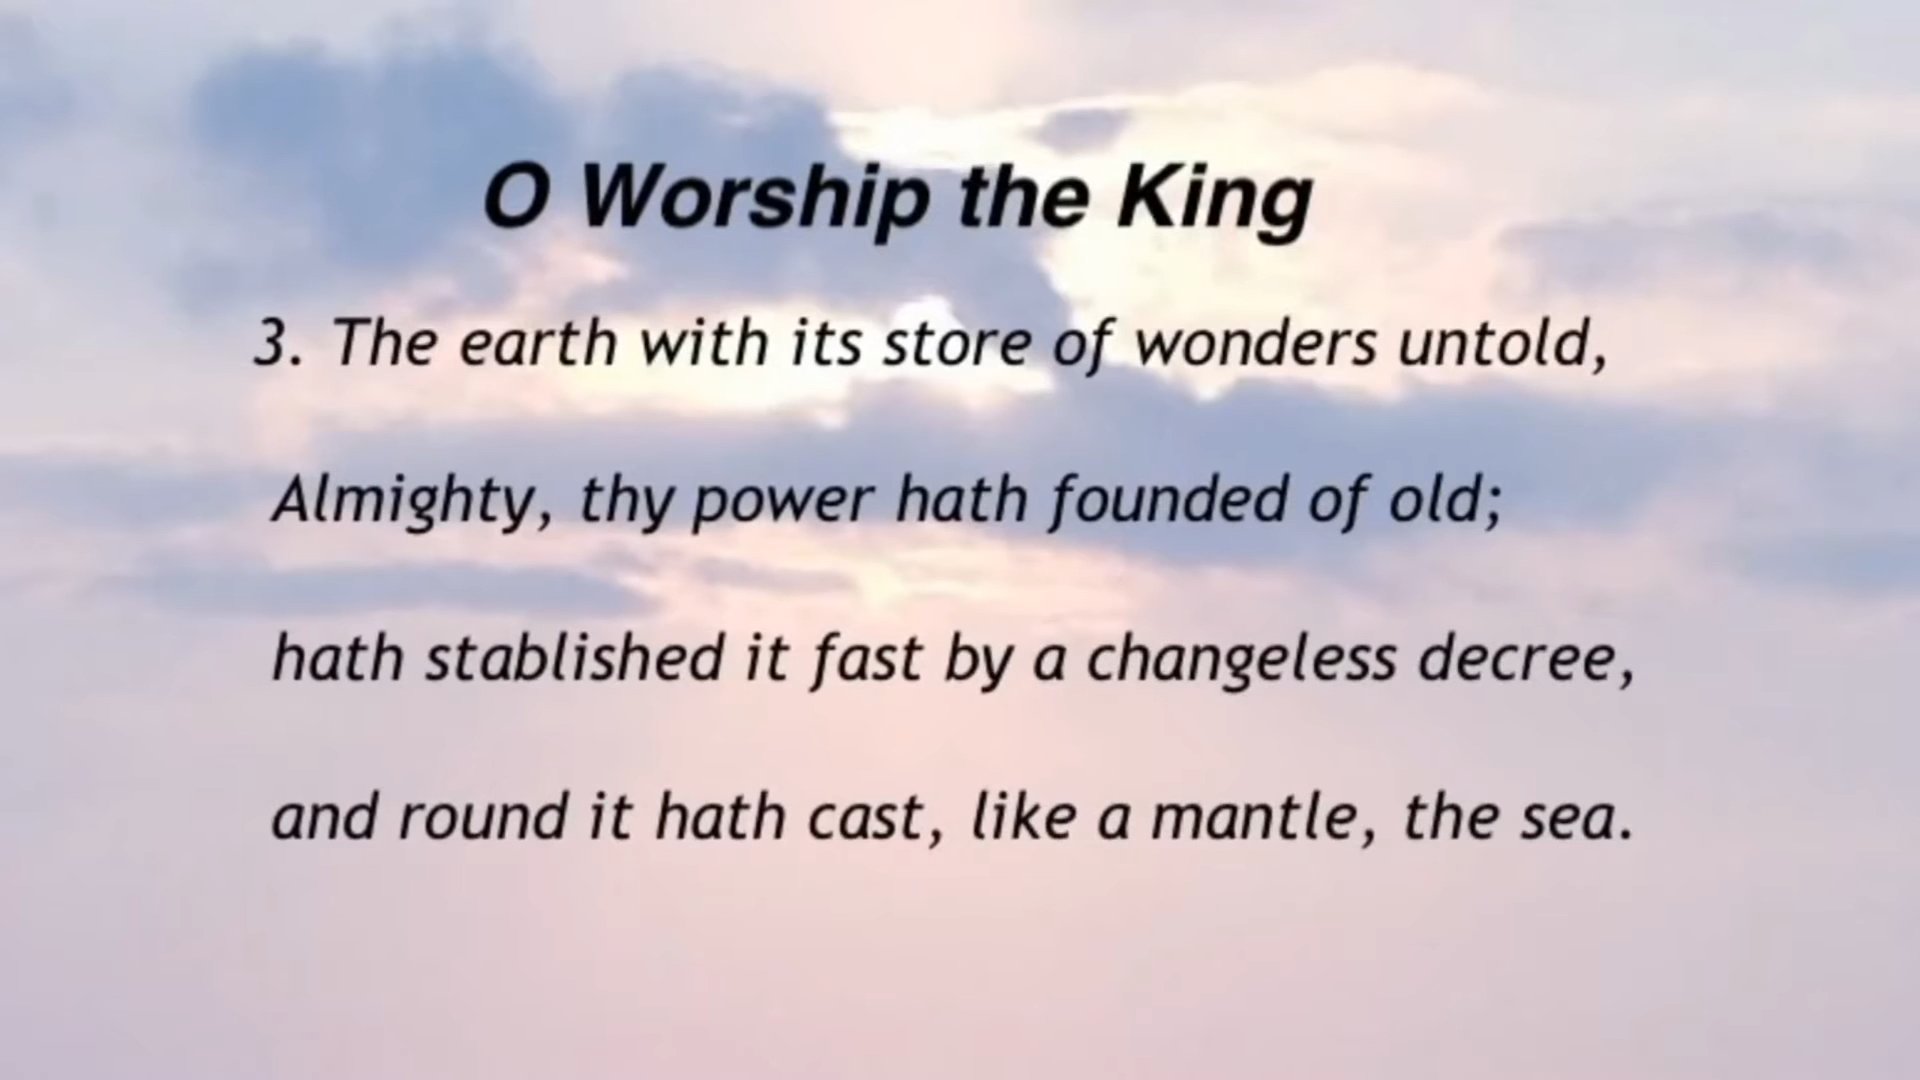 O Worship the King
3. The earth with its store of wonders untold,
Almighty, thy power hath founded of old;
hath stablished it fast by a changeless decree,
and round it hath cast, like a mantle, the sea.